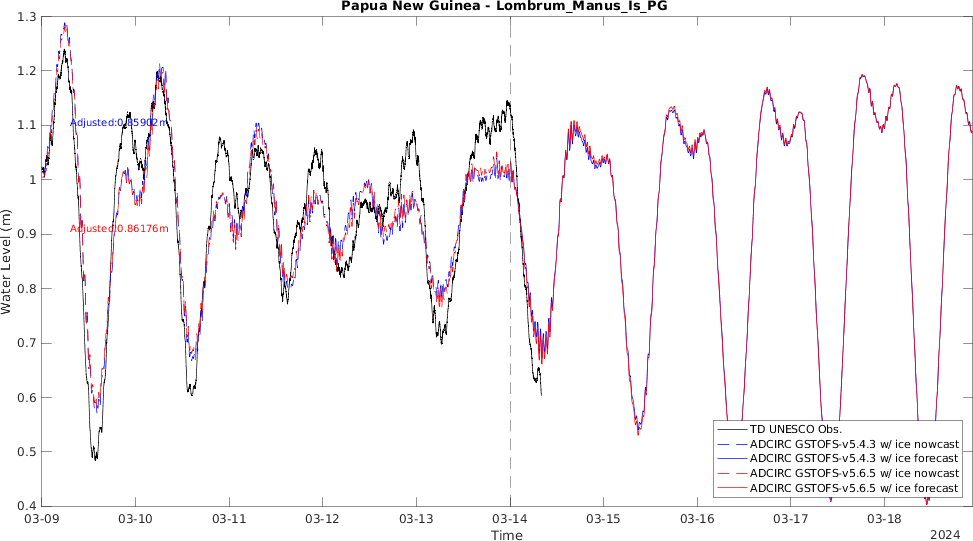 Papua New Guinea - Lombrum_Manus_Is_PG
1.3
1.2
1.1
1
0.9
0.8
0.7
0.6
0.5
0.4
Water Level (m)
Adjusted:0.85902m
Adjusted:0.86176m
TD UNESCO Obs.
ADCIRC GSTOFS-v5.4.3 w/ ice nowcast
ADCIRC GSTOFS-v5.4.3 w/ ice forecast
ADCIRC GSTOFS-v5.6.5 w/ ice nowcast
ADCIRC GSTOFS-v5.6.5 w/ ice forecast
03-09 03-10 03-11 03-12 03-13 03-14 03-15 03-16 03-17 03-18
Time
2024